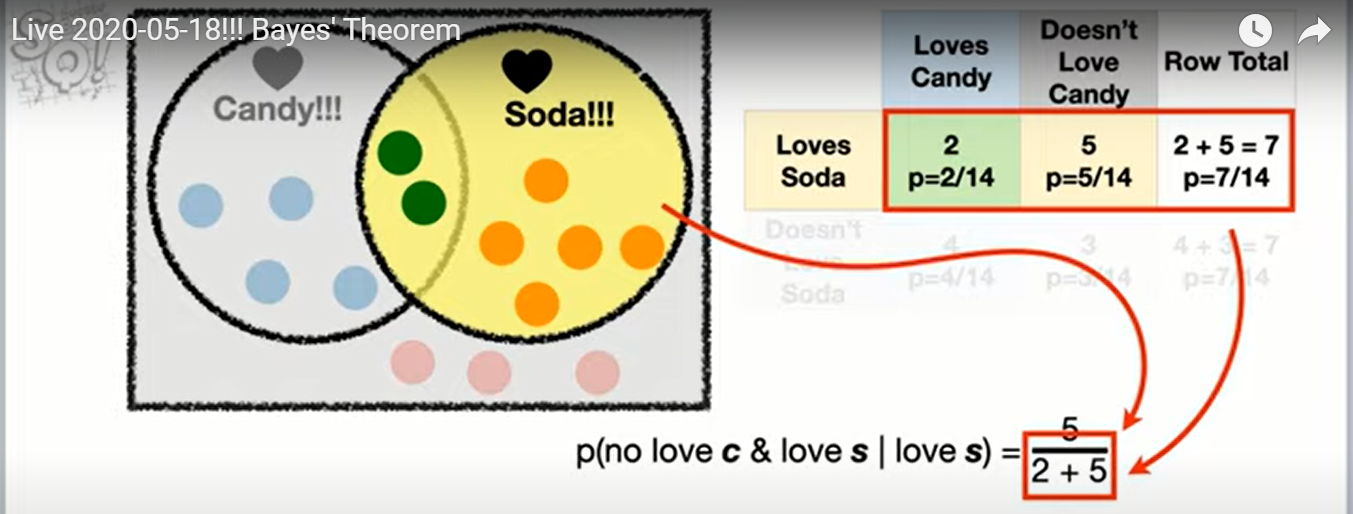 Live 2020-05-18!!! Bayes' Theorem
SQ!
Candy!!!
Soda!!!
Loves
Candy
Doesn't
Love
Candy
Row Total
Loves
Soda
2
p=2/14
5
p=5/14
2 + 5 = 7
p=7/14
Doesn't
Love
Soda
4
p=4/14
3
p=3/14
4 + 3 = 7
p=7/14
p(no love c & love s | love s) =
5
2 + 5